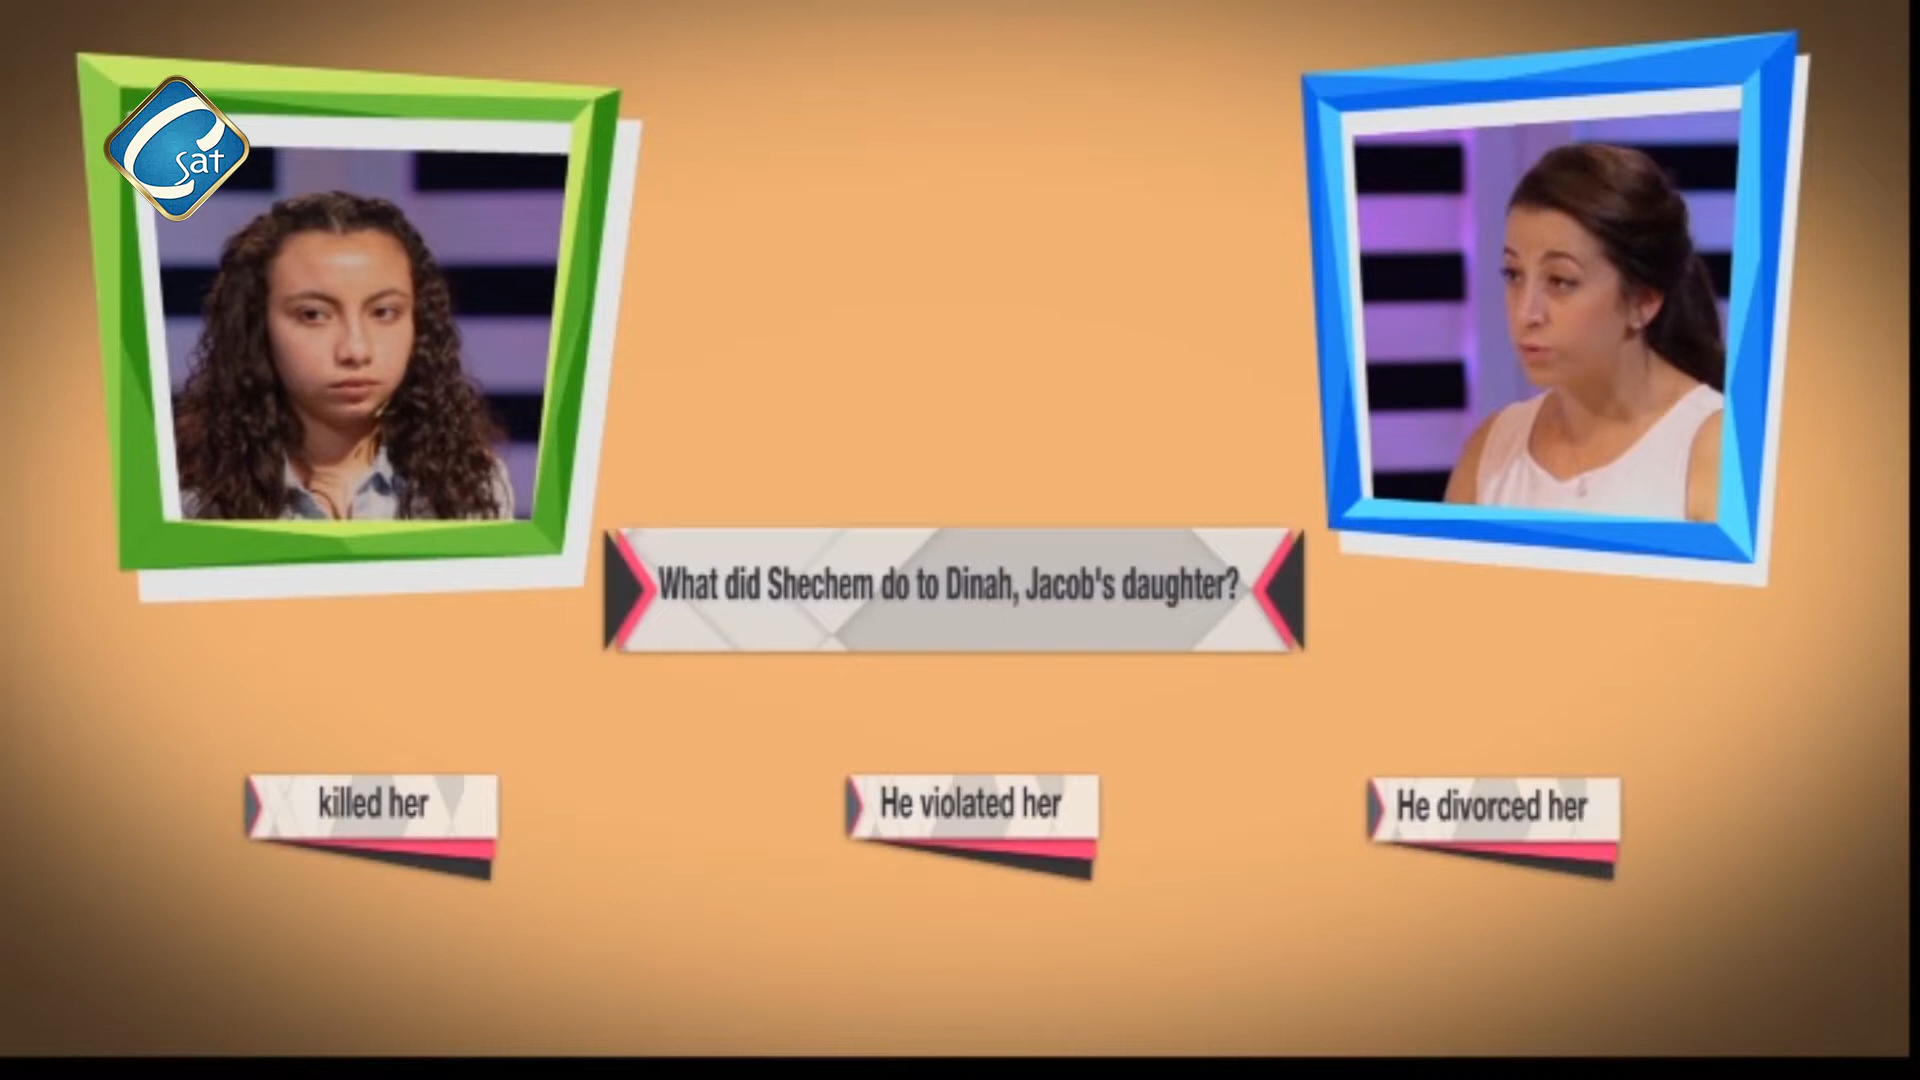 C Sat
What did Shechem do to Dinah, Jacob's daughter?
killed her
He violated her
He divorced her